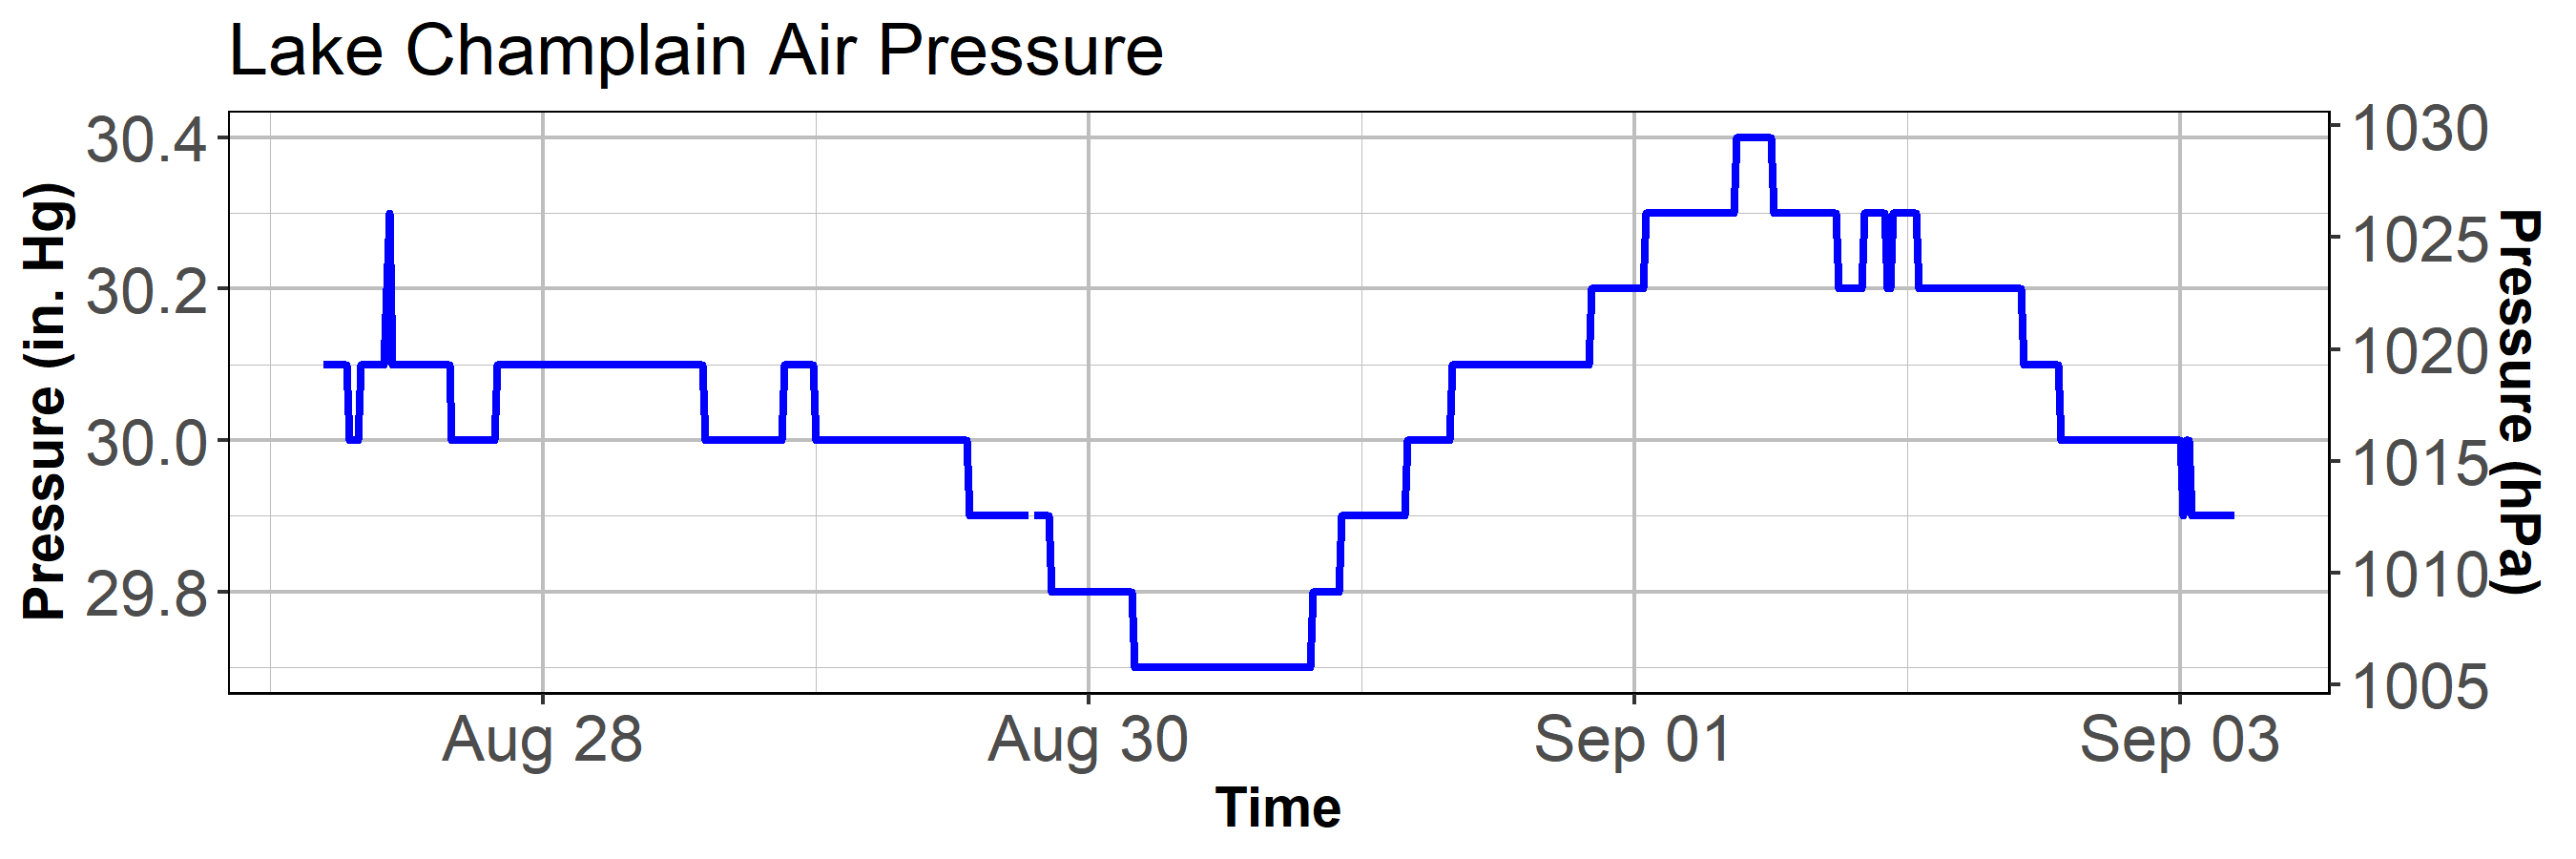 Lake Champlain Air Pressure
Pressure (in. Hg)
30.4
30.2
30.0
29.8
1030
1025
1020
1015
1010
1005
Pressure (hPa)
Aug 28
Aug 30
Sep 01
Sep 03
Time